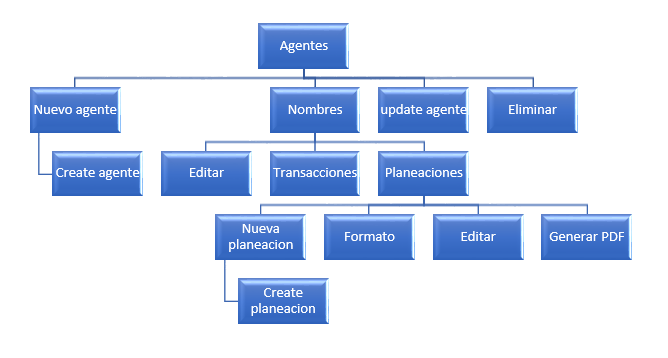 Agentes
Nuevo agente
Nombres
update agente
Eliminar
Create agente
Editar
Transacciones
Planeaciones
Nueva
planeacion
Formato
Editar
Generar PDF
Create
planeacion